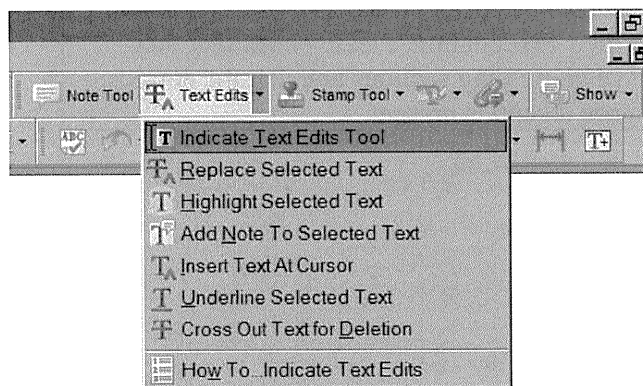 Note Tool Text Edits Stamp Tool Show
ABC T+
Indicate Text Edits Tool
Replace Selected Text
Highlight Selected Text
Add Note To Selected Text
Insert Text At Cursor
Underline Selected Text
Cross Out Text for Deletion
How To...Indicate Text Edits